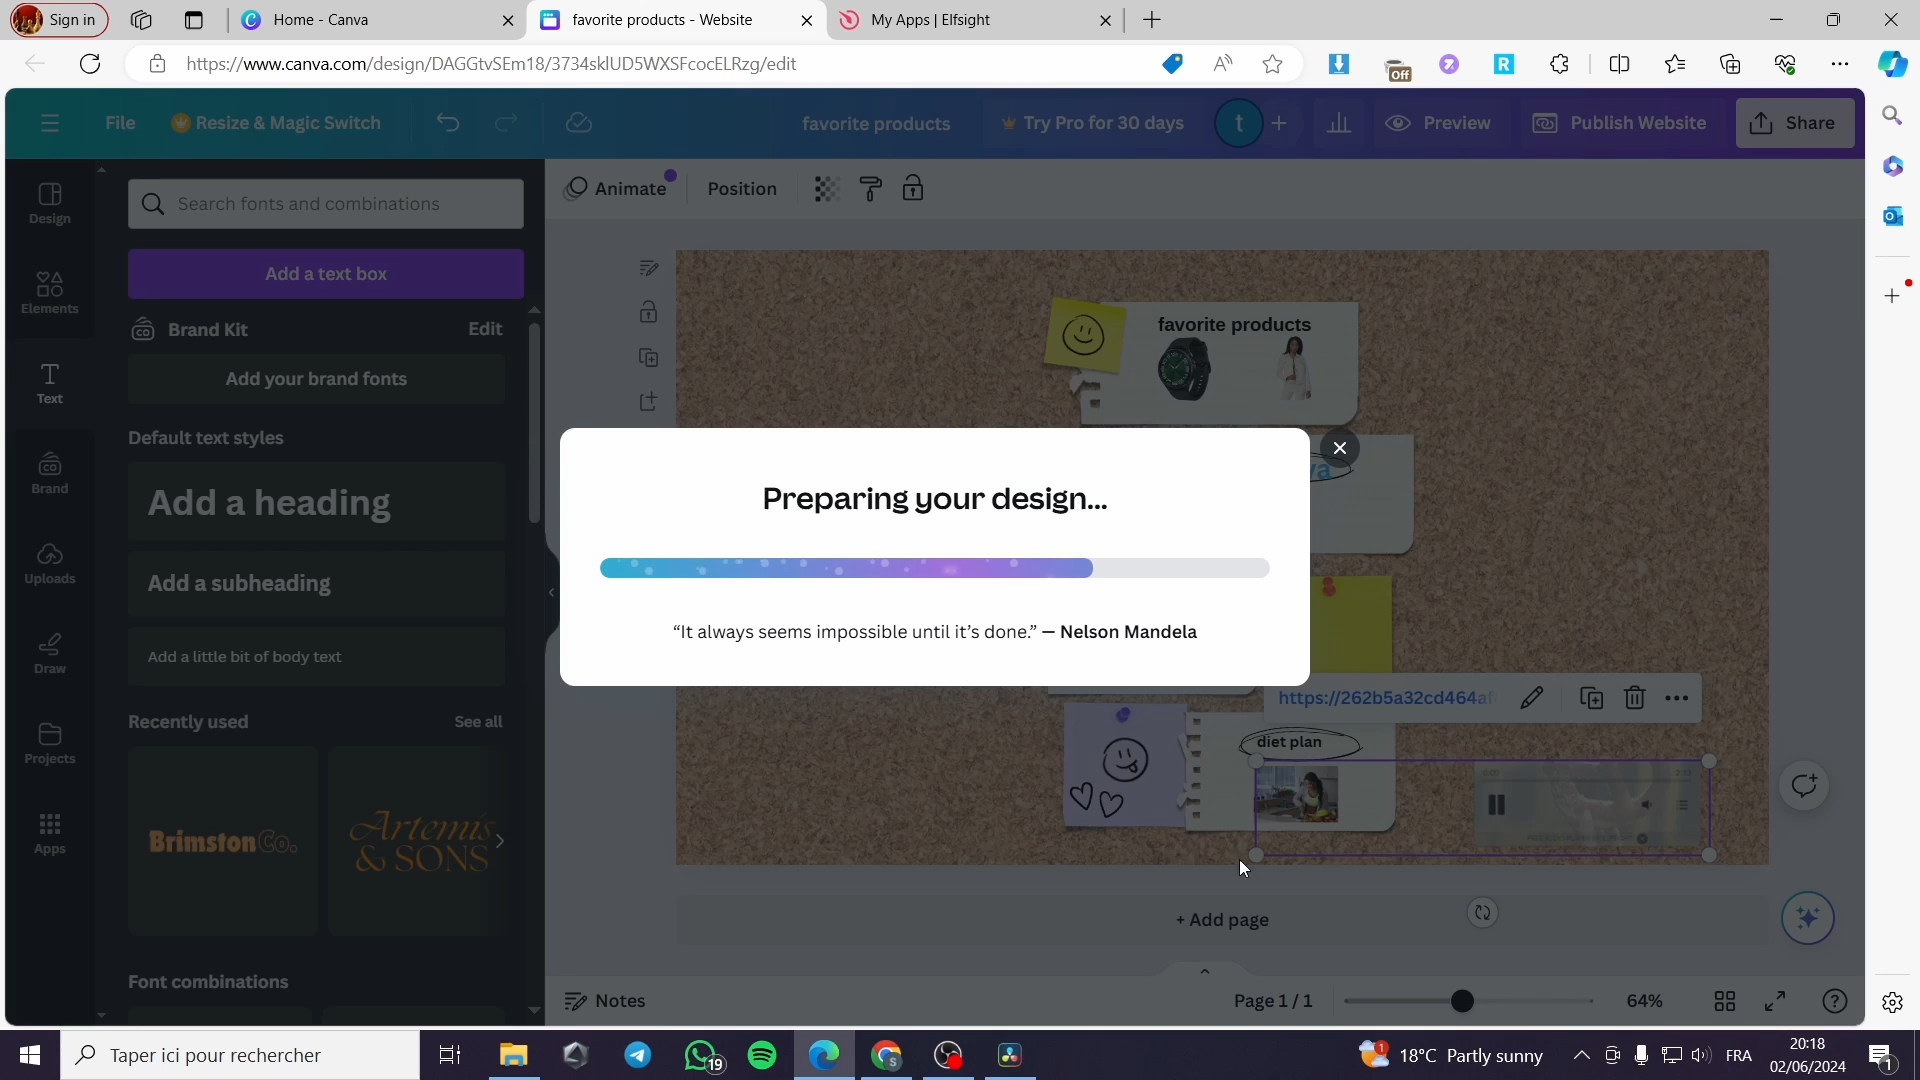 Sign in
Home - Canva
favorite products - Website
My Apps | Elfsight
https://www.canva.com/design/DAGGtvSEm18/3734sklUD5WXSFcocELRzg/edit
Off
File
Resize & Magic Switch
favorite products
Try Pro for 30 days
t
Preview
Publish Website
Share
Design
Elements
Text
Brand
Uploads
Draw
Projects
Apps
Search fonts and combinations
Add a text box
Brand Kit
Edit
Add your brand fonts
Default text styles
Add a heading
Add a subheading
Add a little bit of body text
Recently used
See all
BrimstonCo.
Artemis
& SONS
Font combinations
Animate
Position
favorite products
va
Preparing your design...
“It always seems impossible until it’s done.” — Nelson Mandela
https://262b5a32cd464af
diet plan
+ Add page
Notes
Page 1 / 1
64%
Taper ici pour rechercher
19
18°C Partly sunny
FRA
20:18
02/06/2024
1